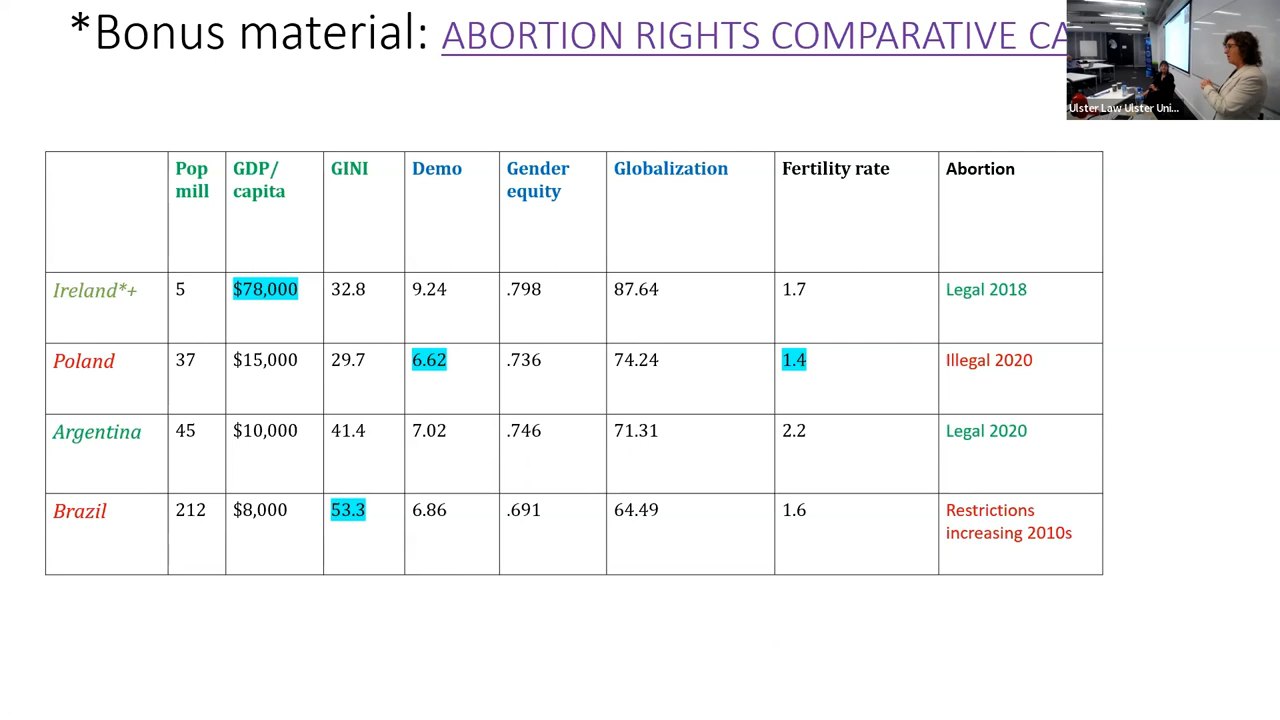 *Bonus material: ABORTION RIGHTS COMPARATIVE CA
Ulster Law Ulster Uni...
Pop mill GDP/ capita GINI Demo Gender equity Globalization Fertility rate Abortion
Ireland*+ 5 $78,000 32.8 9.24 .798 87.64 1.7 Legal 2018
Poland 37 $15,000 29.7 6.62 .736 74.24 1.4 Illegal 2020
Argentina 45 $10,000 41.4 7.02 .746 71.31 2.2 Legal 2020
Brazil 212 $8,000 53.3 6.86 .691 64.49 1.6 Restrictions increasing 2010s